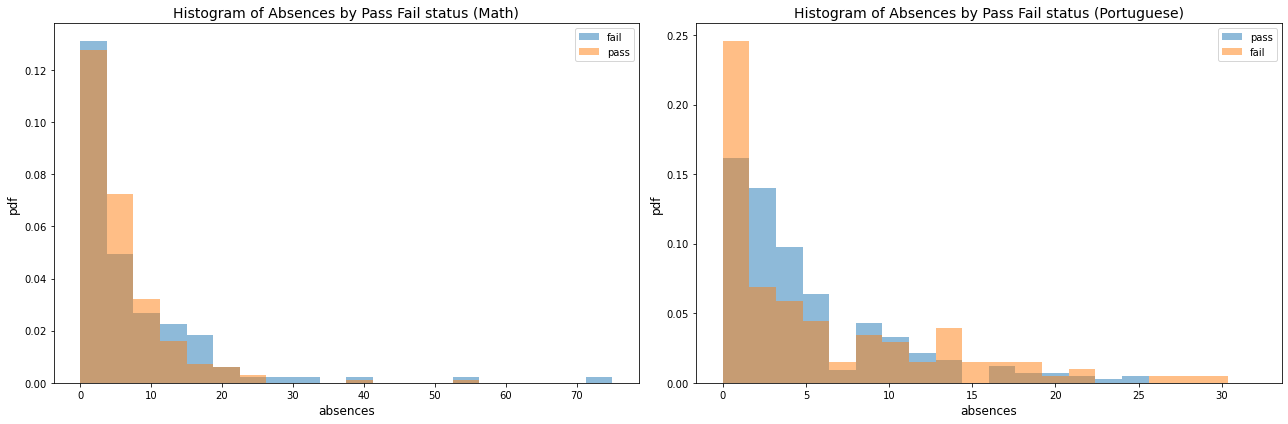 Histogram of Absences by Pass Fail status (Math)
fail
pass
0.12
0.10
0.08
0.06
0.04
0.02
0.00
pdf
0 10 20 30 40 50 60 70
absences
Histogram of Absences by Pass Fail status (Portuguese)
pass
fail
0.25
0.20
0.15
0.10
0.05
0.00
pdf
0 5 10 15 20 25 30
absences